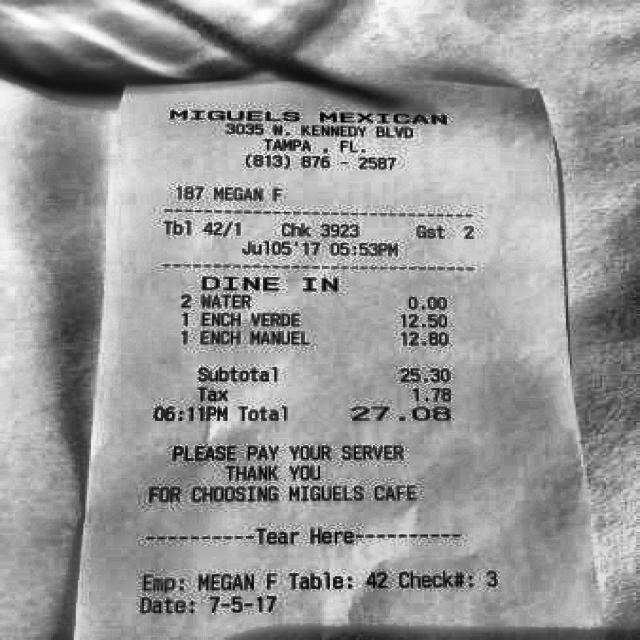 MIGUELS MEXICAN
3035 W. KENNEDY BLVD
TAMPA , FL.
(813) 876 - 2587
187 MEGAN F
Tbl 42/1 Chk 3923 Gst 2
Jul05'17 05:53PM
DINE IN
2 WATER 0.00
1 ENCH VERDE 12.50
1 ENCH MANUEL 12.80
Subtotal 25.30
Tax 1.78
06:11PM Total 27.08
PLEASE PAY YOUR SERVER
THANK YOU
FOR CHOOSING MIGUELS CAFE
----------Tear Here----------
Emp: MEGAN F Table: 42 Check#: 3
Date: 7-5-17